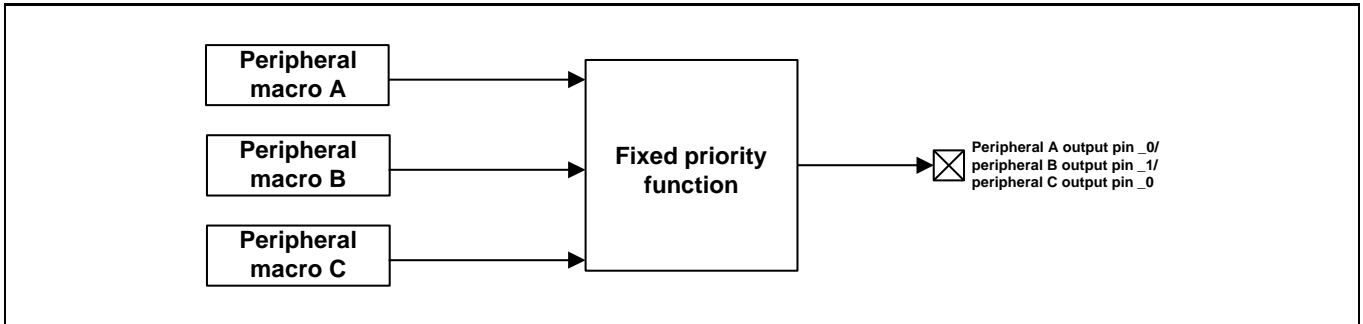 Peripheral
macro A
Peripheral
macro B
Peripheral
macro C
Fixed priority
function
Peripheral A output pin _0/
peripheral B output pin _1/
peripheral C output pin _0